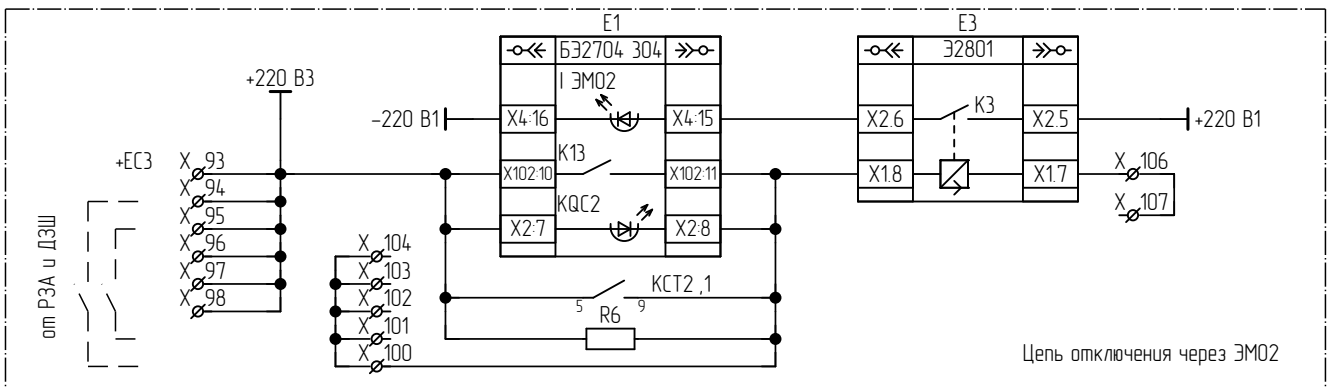 E1
E3
БЭ2704 304
Э2801
+220 В3
I ЭМО2
-220 В1
X4:16
X4:15
X2.6
К3
X2.5
+220 В1
+ЕС3
X 93
К13
X102:10
X102:11
X1.8
X1.7
X 106
X 94
X 107
X 95
KQC2
X2:7
X2:8
X 96
X 104
X 97
X 103
X 98
X 102
КСТ2,1
5
9
X 101
R6
X 100
от РЗА и ДЗШ
Цепь отключения через ЭМО2